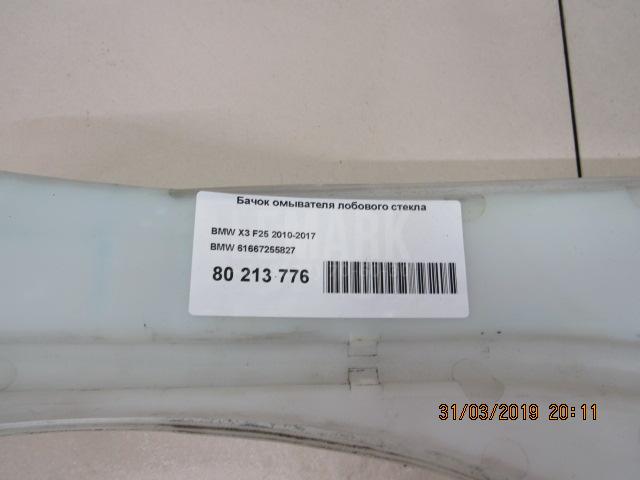 Бачок омывателя лобового стекла
BMW X3 F25 2010-2017
BMW 61667255827
80 213 776
31/03/2019 20:11